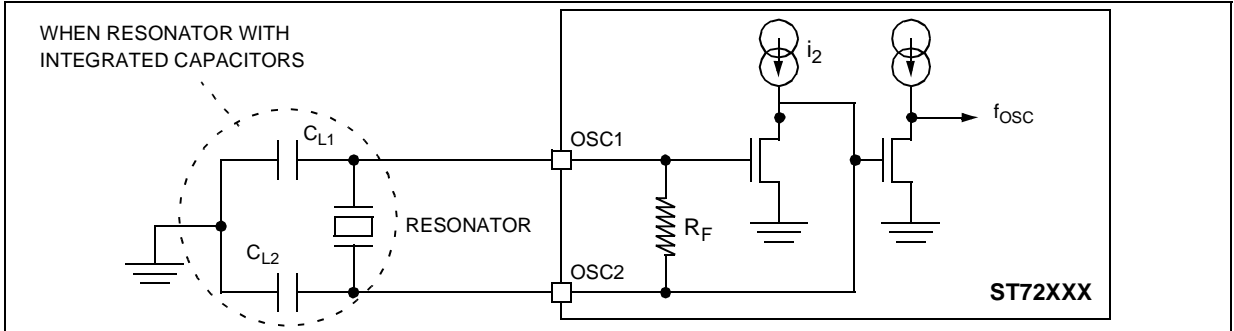 WHEN RESONATOR WITH
INTEGRATED CAPACITORS
i2
fOSC
CL1
OSC1
RESONATOR
RF
CL2
OSC2
ST72XXX